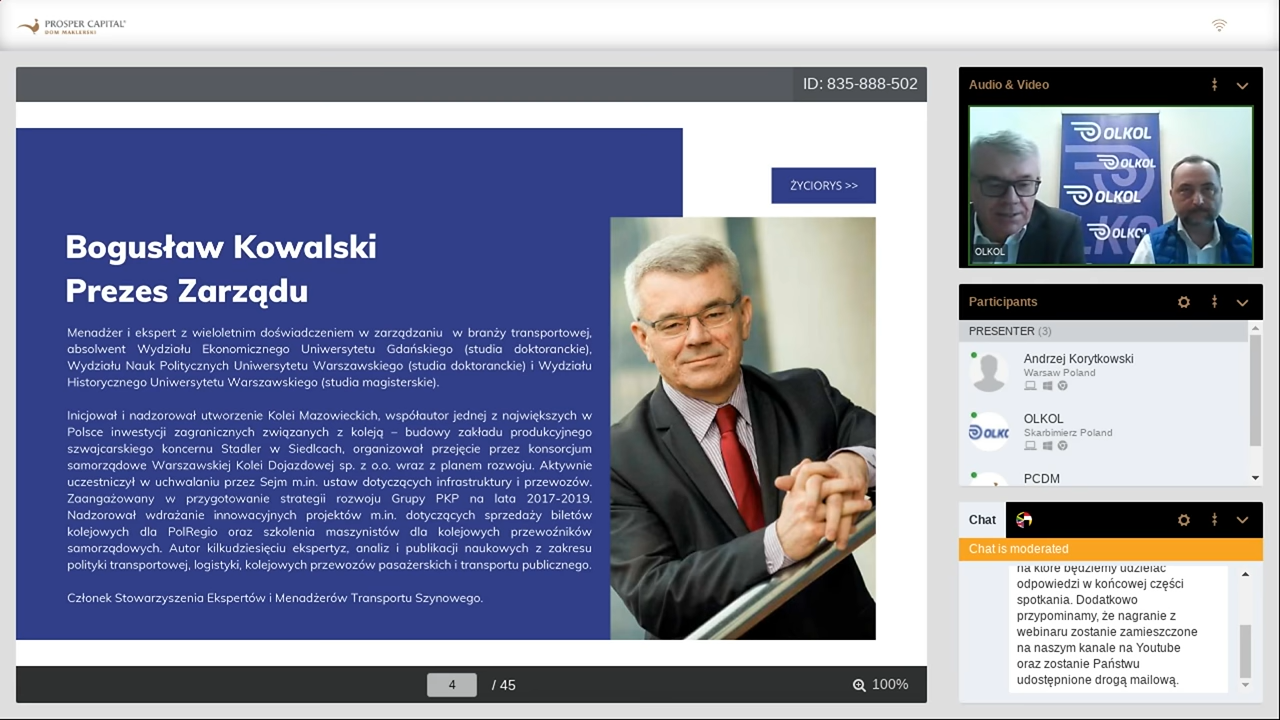 PROSPER CAPITAL
DOM MAKLERSKI
ID: 835-888-502
ŻYCIORYS >>
Bogusław Kowalski
Prezes Zarządu
Menadżer i ekspert z wieloletnim doświadczeniem w zarządzaniu w branży transportowej,
absolwent Wydziału Ekonomicznego Uniwersytetu Gdańskiego (studia doktoranckie),
Wydziału Nauk Politycznych Uniwersytetu Warszawskiego (studia doktoranckie) i Wydziału
Historycznego Uniwersytetu Warszawskiego (studia magisterskie).
Inicjował i nadzorował utworzenie Kolei Mazowieckich, współautor jednej z największych w
Polsce inwestycji zagranicznych związanych z koleją – budowy zakładu produkcyjnego
szwajcarskiego koncernu Stadler w Siedlcach, organizował przejęcie przez konsorcjum
samorządowe Warszawskiej Kolei Dojazdowej sp. z o.o. wraz z planem rozwoju. Aktywnie
uczestniczył w uchwalaniu przez Sejm m.in. ustaw dotyczących infrastruktury i przewozów.
Zaangażowany w przygotowanie strategii rozwoju Grupy PKP na lata 2017-2019.
Nadzorował wdrażanie innowacyjnych projektów m.in. dotyczących sprzedaży biletów
kolejowych dla PolRegio oraz szkolenia maszynistów dla kolejowych przewoźników
samorządowych. Autor kilkudziesięciu ekspertyz, analiz i publikacji naukowych z zakresu
polityki transportowej, logistyki, kolejowych przewozów pasażerskich i transportu publicznego.
Członek Stowarzyszenia Ekspertów i Menadżerów Transportu Szynowego.
4 / 45
100%
Audio & Video
OLKOL
OLKOL
OLKOL
OLKOL
OLKOL
Participants
PRESENTER (3)
Andrzej Korytkowski
Warsaw Poland
OLKOL
Skarbimierz Poland
PCDM
Chat
Chat is moderated
na które będziemy udzielać
odpowiedzi w końcowej części
spotkania. Dodatkowo
przypominamy, że nagranie z
webinaru zostanie zamieszczone
na naszym kanale na Youtube
oraz zostanie Państwu
udostępnione drogą mailową.